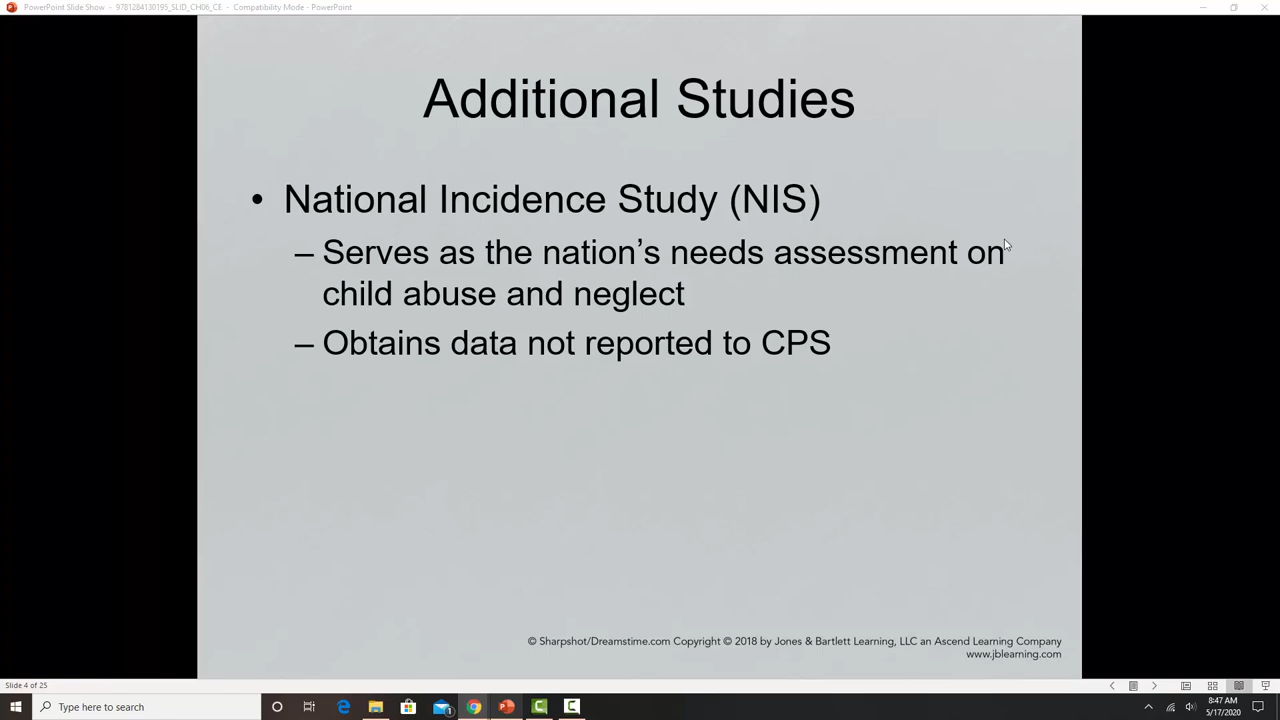 PowerPoint Slide Show - 9781284130195_SLID_CH06_CE - Compatibility Mode - PowerPoint
Additional Studies
• National Incidence Study (NIS)
– Serves as the nation’s needs assessment on
child abuse and neglect
– Obtains data not reported to CPS
© Sharpshot/Dreamstime.com Copyright © 2018 by Jones & Bartlett Learning, LLC an Ascend Learning Company
www.jblearning.com
Slide 4 of 25
Type here to search
8:47 AM
5/17/2020